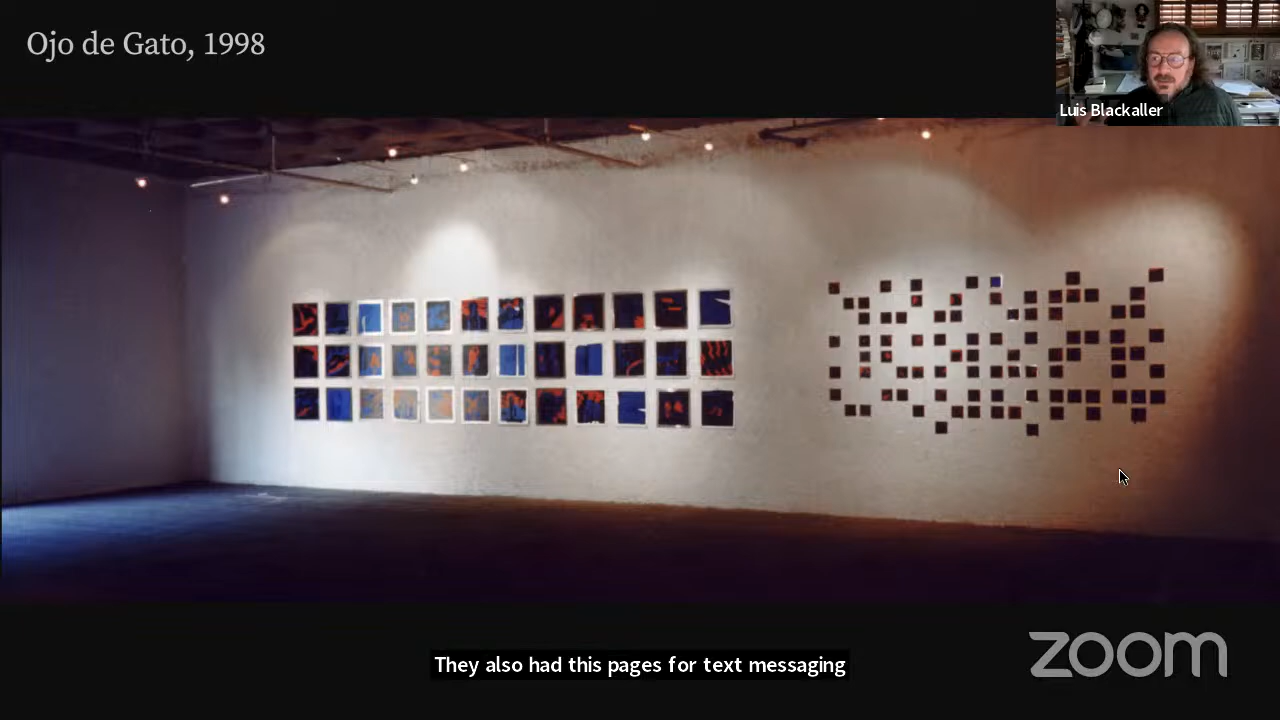 Ojo de Gato, 1998
Luis Blackaller
They also had this pages for text messaging
zoom